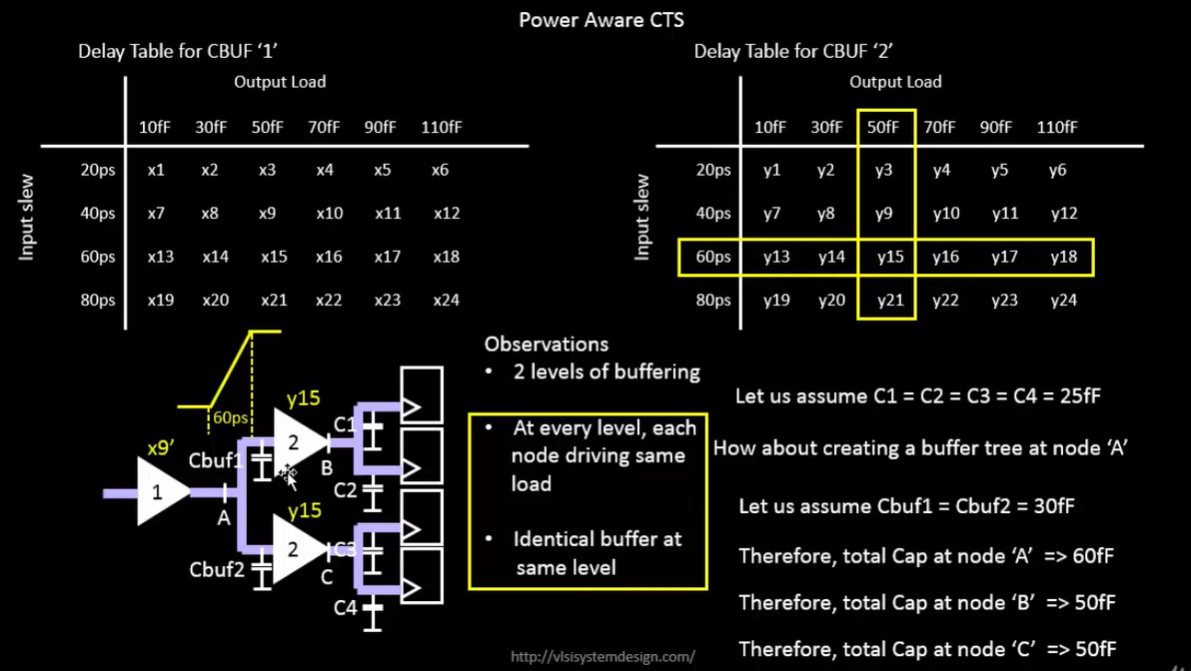 Power Aware CTS
Delay Table for CBUF ‘1’
Output Load
10fF 30fF 50fF 70fF 90fF 110fF
Input slew
20ps x1 x2 x3 x4 x5 x6
40ps x7 x8 x9 x10 x11 x12
60ps x13 x14 x15 x16 x17 x18
80ps x19 x20 x21 x22 x23 x24
Delay Table for CBUF ‘2’
Output Load
10fF 30fF 50fF 70fF 90fF 110fF
Input slew
20ps y1 y2 y3 y4 y5 y6
40ps y7 y8 y9 y10 y11 y12
60ps y13 y14 y15 y16 y17 y18
80ps y19 y20 y21 y22 y23 y24
60ps
y15
x9’
Cbuf1
1
2
A
B
C1
C2
y15
2
Cbuf2
C
C3
C4
Observations
• 2 levels of buffering
• At every level, each
node driving same
load
• Identical buffer at
same level
Let us assume C1 = C2 = C3 = C4 = 25fF
How about creating a buffer tree at node ‘A’
Let us assume Cbuf1 = Cbuf2 = 30fF
Therefore, total Cap at node ‘A’ => 60fF
Therefore, total Cap at node ‘B’ => 50fF
Therefore, total Cap at node ‘C’ => 50fF
http://vlsisystemdesign.com/